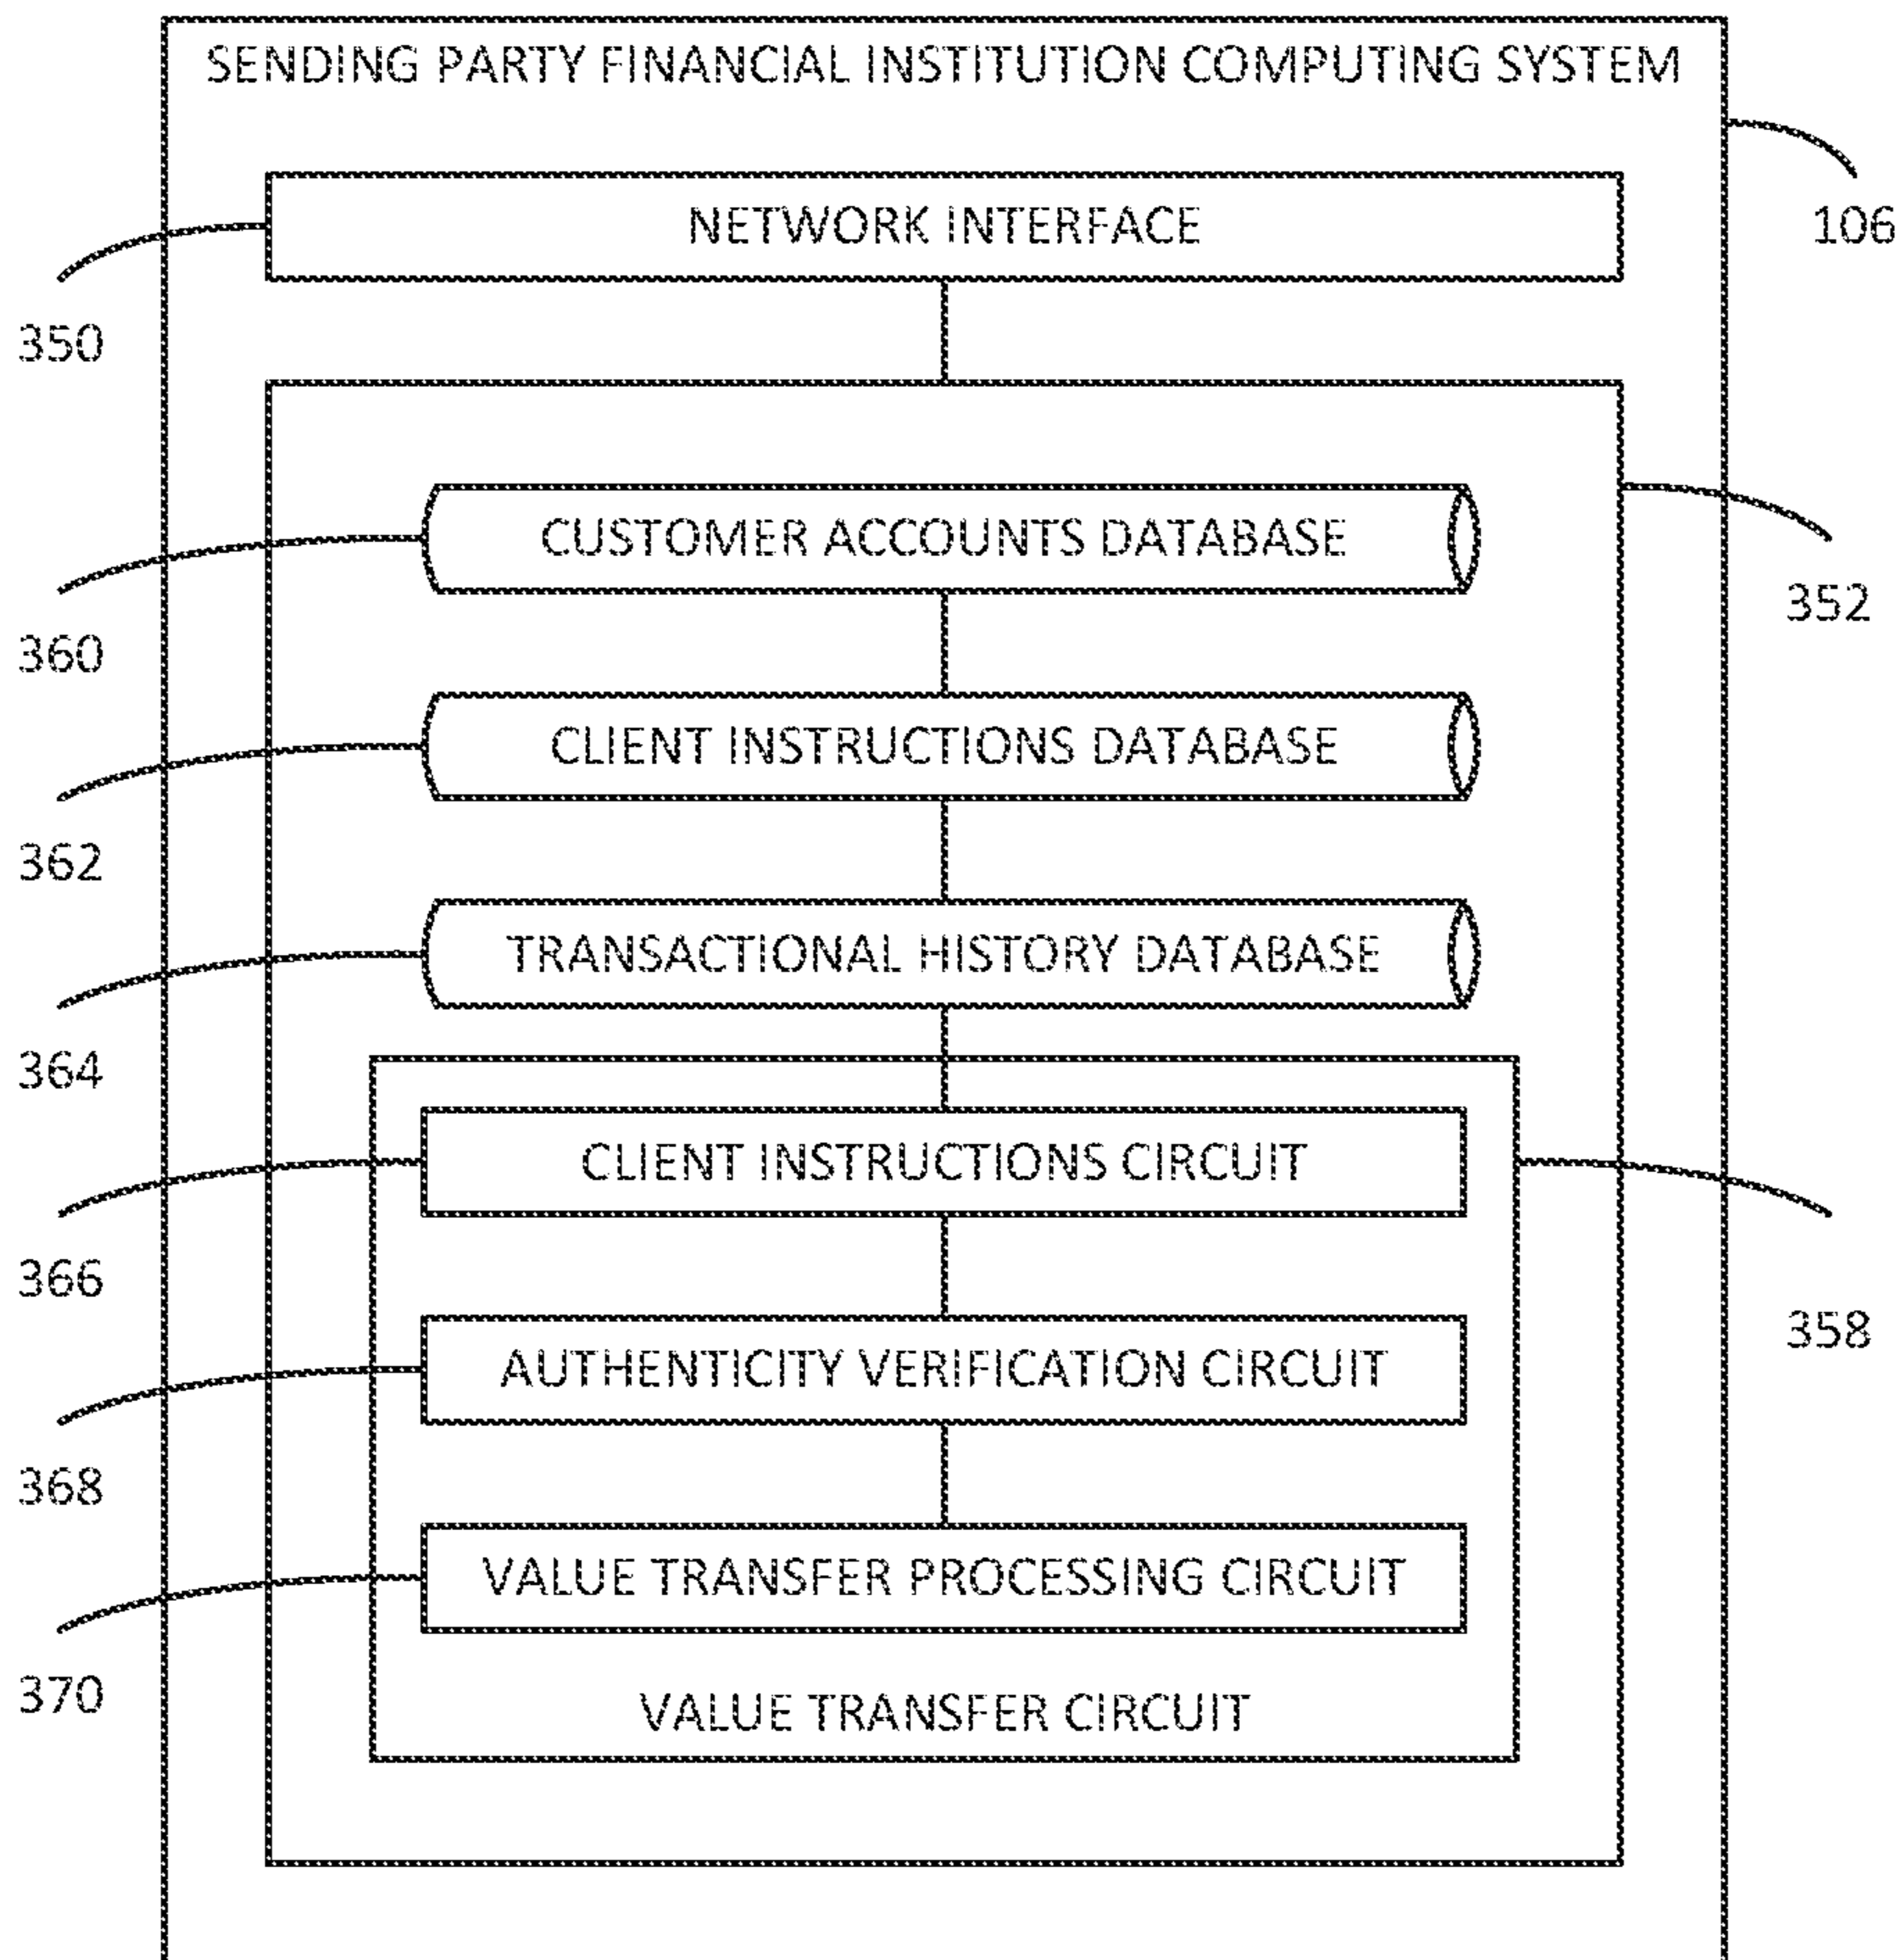 SENDING PARTY FINANCIAL INSTITUTION COMPUTING SYSTEM
106
NETWORK INTERFACE
350
352
CUSTOMER ACCOUNTS DATABASE
360
CLIENT INSTRUCTIONS DATABASE
362
TRANSACTIONAL HISTORY DATABASE
364
CLIENT INSTRUCTIONS CIRCUIT
366
358
AUTHENTICITY VERIFICATION CIRCUIT
368
VALUE TRANSFER PROCESSING CIRCUIT
370
VALUE TRANSFER CIRCUIT